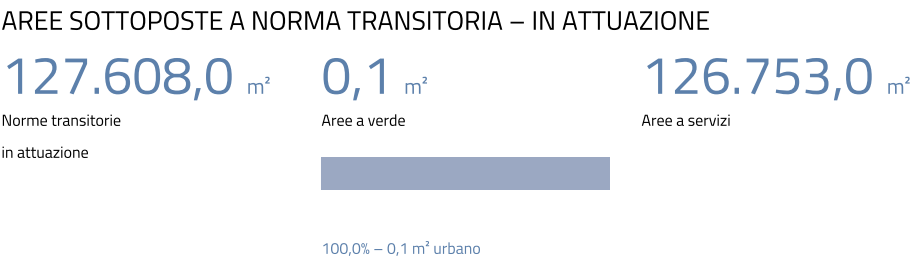 AREE SOTTOPOSTE A NORMA TRANSITORIA – IN ATTUAZIONE
127.608,0 m²
0,1 m²
126.753,0 m²
Norme transitorie
in attuazione
Aree a verde
Aree a servizi
100,0% – 0,1 m² urbano